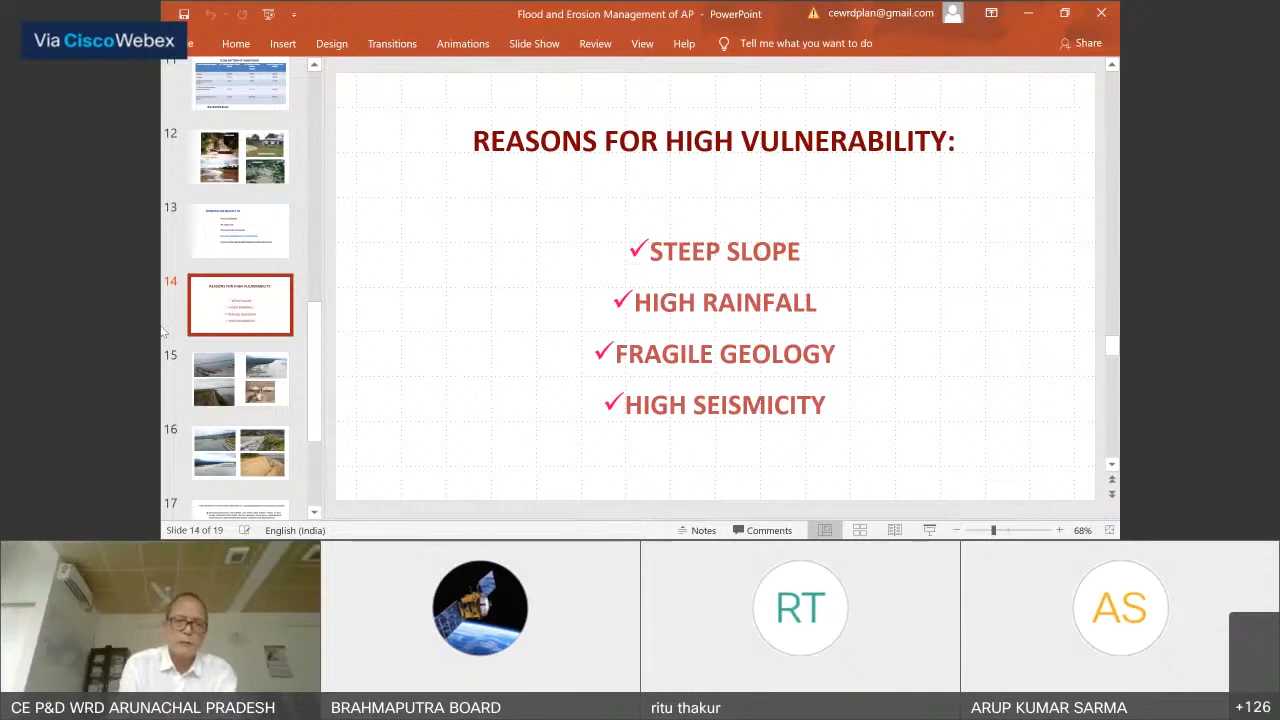 Flood and Erosion Management of AP - PowerPoint
cewrdplan@gmail.com
Via CiscoWebex
Home Insert Design Transitions Animations Slide Show Review View Help Tell me what you want to do Share
12
13
14
15
16
17
REASONS FOR HIGH VULNERABILITY:
✓STEEP SLOPE
✓HIGH RAINFALL
✓FRAGILE GEOLOGY
✓HIGH SEISMICITY
Slide 14 of 19 English (India) Notes Comments 68%
RT
AS
CE P&D WRD ARUNACHAL PRADESH
BRAHMAPUTRA BOARD
ritu thakur
ARUP KUMAR SARMA
+126